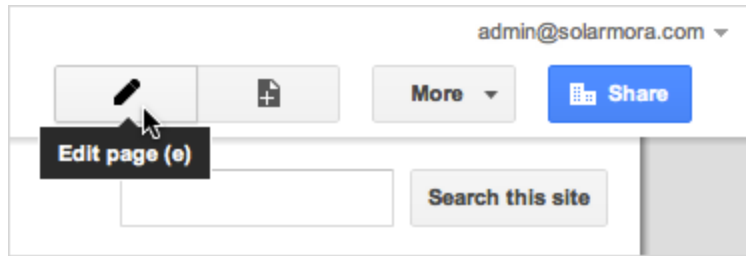 admin@solarmora.com
More
Share
Edit page (e)
Search this site